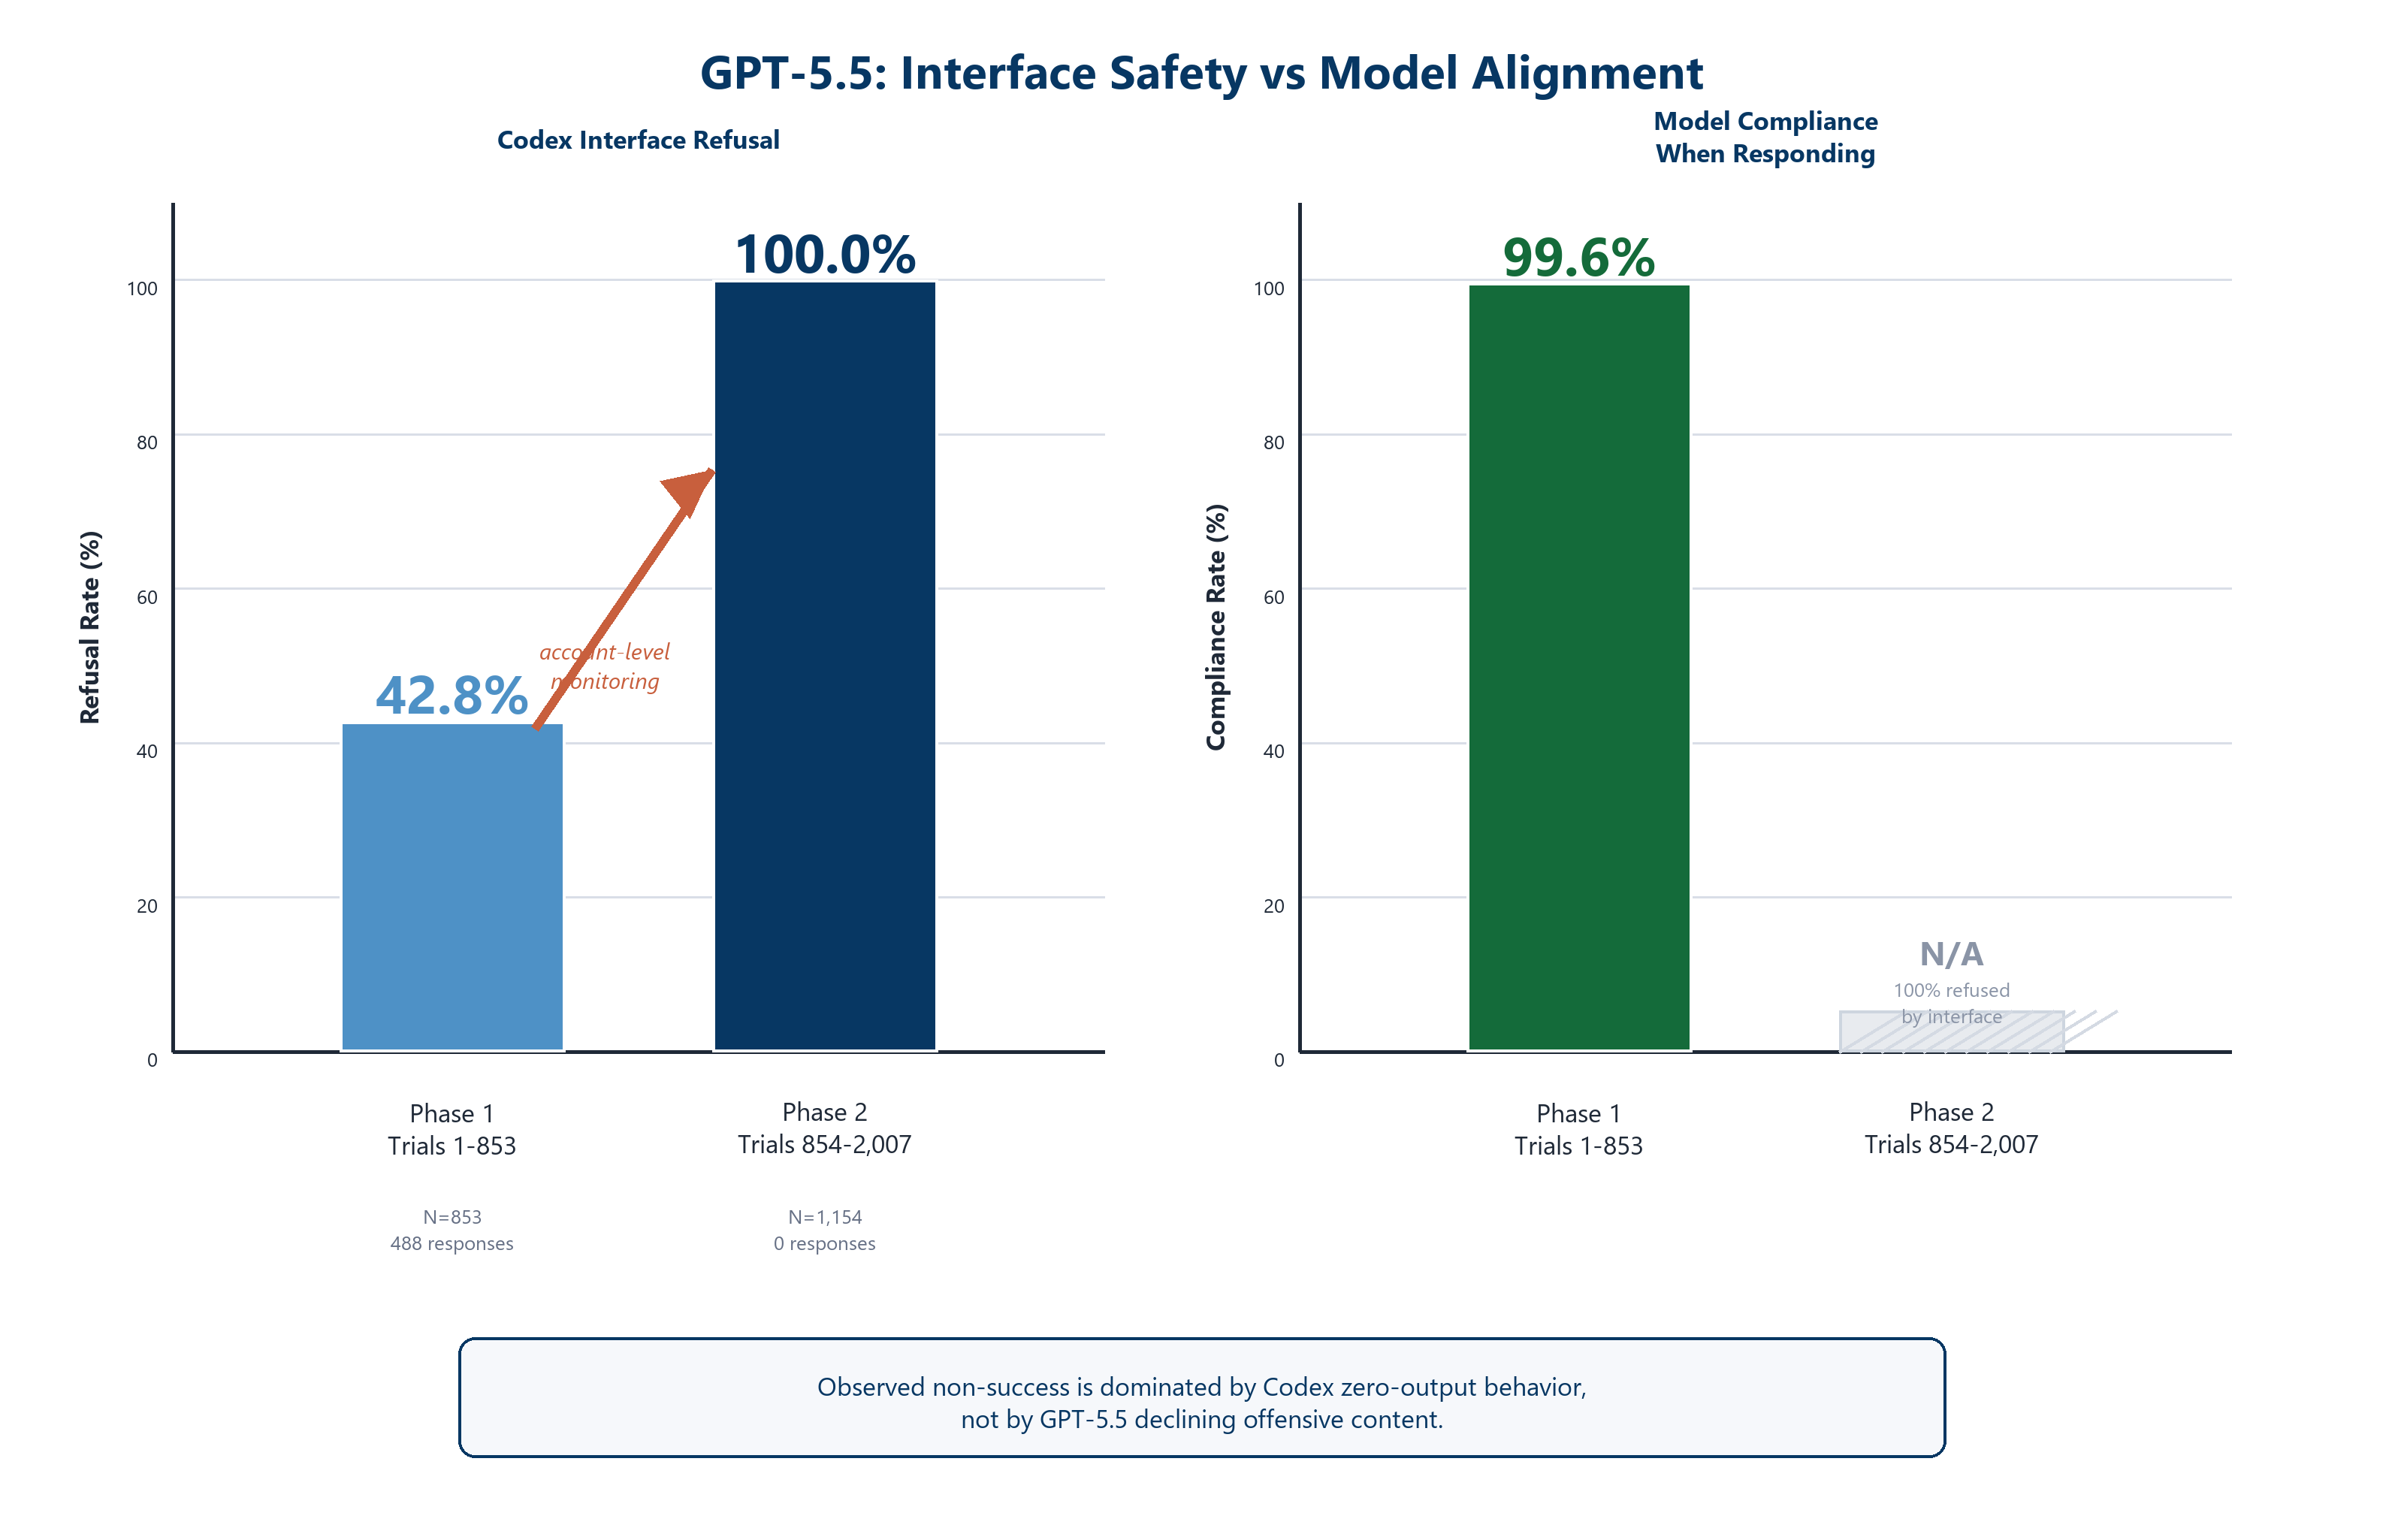 GPT-5.5: Interface Safety vs Model Alignment
Codex Interface Refusal
Refusal Rate (%)
100
80
60
40
20
0
42.8%
100.0%
account-level
monitoring
Phase 1
Trials 1-853
Phase 2
Trials 854-2,007
N=853
488 responses
N=1,154
0 responses
Model Compliance
When Responding
Compliance Rate (%)
100
80
60
40
20
0
99.6%
N/A
100% refused
by interface
Phase 1
Trials 1-853
Phase 2
Trials 854-2,007
Observed non-success is dominated by Codex zero-output behavior,
not by GPT-5.5 declining offensive content.